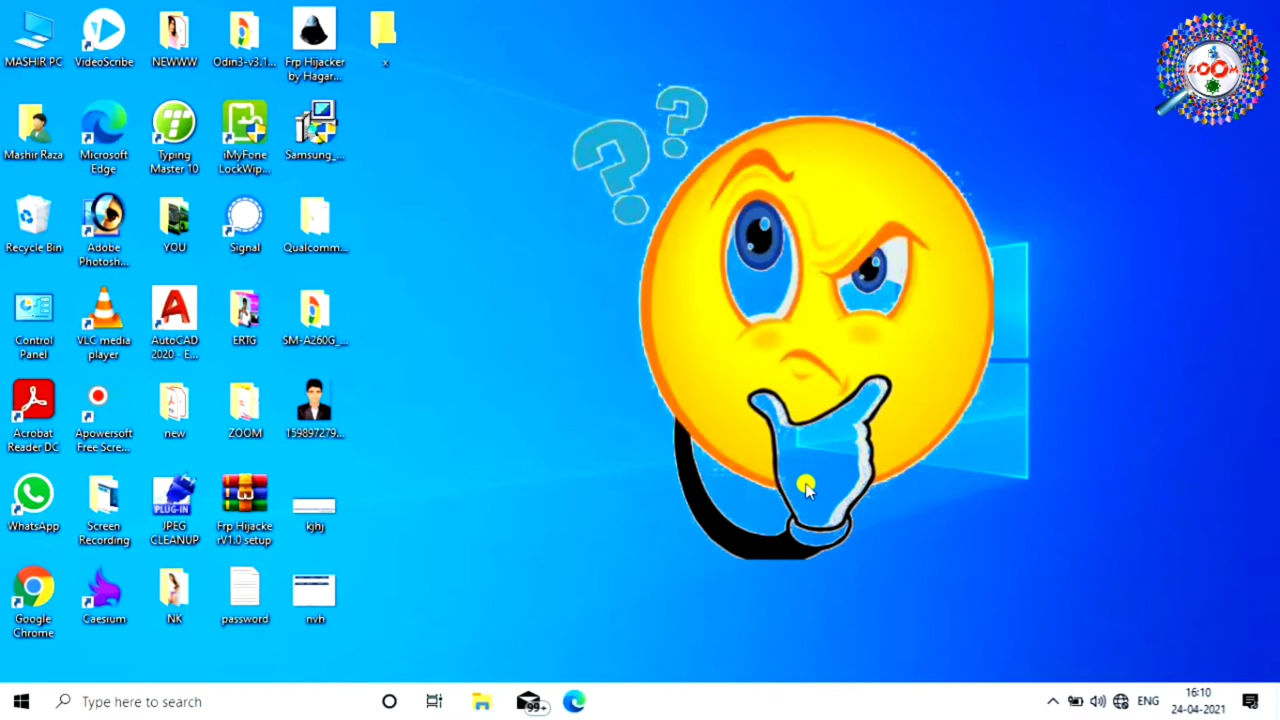 MASHIR PC
VideoScribe
NEWWW
Odin3-v3.1...
Frp Hijacker
by Hagar...
x
ZOOM
Mashir Raza
Microsoft
Edge
Typing
Master 10
iMyFone
LockWip...
Samsung_...
Recycle Bin
Adobe
Photosh...
YOU
Signal
Qualcomm...
Control
Panel
VLC media
player
AutoCAD
2020 - E...
ERTG
SM-A260G_...
Acrobat
Reader DC
Apowersoft
Free Scre...
new
ZOOM
159897279...
WhatsApp
Screen
Recording
PLUG-IN
JPEG
CLEANUP
Frp Hijacke
rV1.0 setup
kjhj
Google
Chrome
Caesium
NK
password
nvh
Type here to search
99+
ENG
16:10
24-04-2021